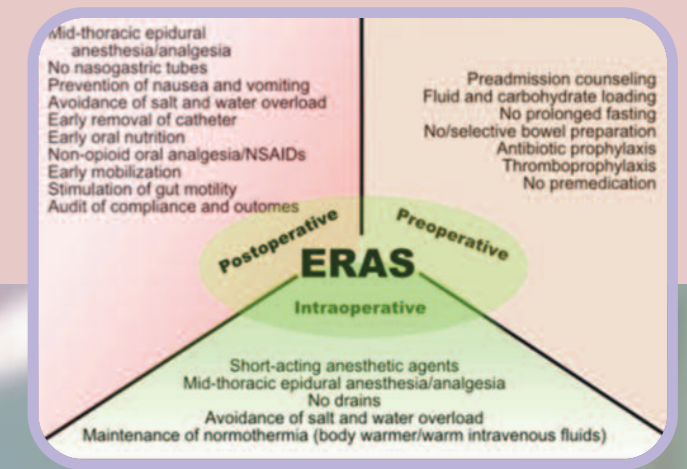 Mid-thoracic epidural
anesthesia/analgesia
No nasogastric tubes
Prevention of nausea and vomiting
Avoidance of salt and water overload
Early removal of catheter
Early oral nutrition
Non-opioid oral analgesia/NSAIDs
Early mobilization
Stimulation of gut motility
Audit of compliance and outomes
Preadmission counseling
Fluid and carbohydrate loading
No prolonged fasting
No/selective bowel preparation
Antibiotic prophylaxis
Thromboprophylaxis
No premedication
Postoperative
Preoperative
ERAS
Intraoperative
Short-acting anesthetic agents
Mid-thoracic epidural anesthesia/analgesia
No drains
Avoidance of salt and water overload
Maintenance of normothermia (body warmer/warm intravenous fluids)